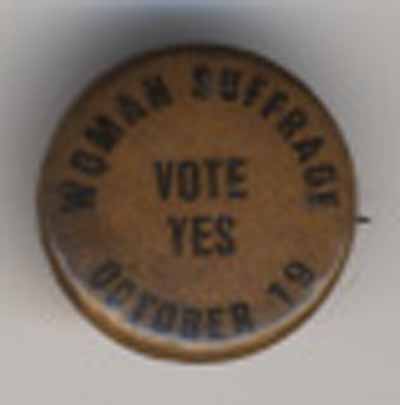 WOMAN SUFFRAGE
VOTE
YES
OCTOBER 19